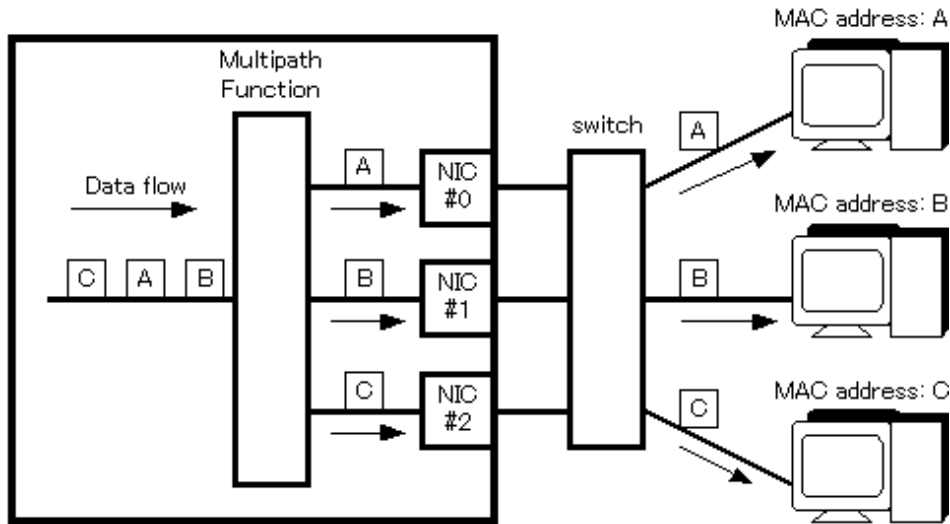 MAC address: A
Multipath
Function
switch
A
A
NIC
#0
Data flow
MAC address: B
C A B
B
NIC
#1
B
MAC address: C
C
NIC
#2
C